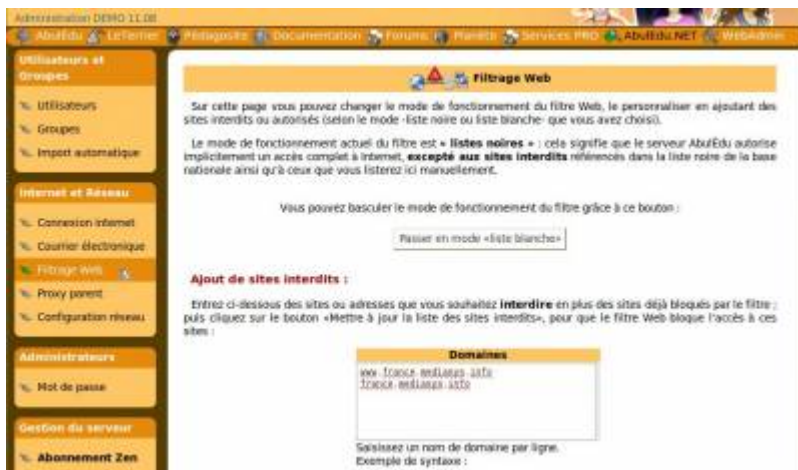 Administration DEMO 11.08
AbulÉdu LeTerrier Pédagosite Documentation Forums Planète Services PRO AbulEdu.NET WebAdmin
Utilisateurs et
Groupes
Utilisateurs
Groupes
Import automatique
Internet et Réseau
Connexion internet
Courrier électronique
Filtrage Web
Proxy parent
Configuration réseau
Administrateurs
Mot de passe
Gestion du serveur
Abonnement Zen
Filtrage Web
Sur cette page vous pouvez changer le mode de fonctionnement du filtre Web, le personnaliser en ajoutant des
sites interdits ou autorisés (selon le mode -liste noire ou liste blanche- que vous avez choisi).
Le mode de fonctionnement actuel du filtre est « listes noires » : cela signifie que le serveur AbulÉdu autorise
implicitement un accès complet à Internet, excepté aux sites interdits référencés dans la liste noire de la base
nationale ainsi qu'à ceux que vous listerez ici manuellement.
Vous pouvez basculer le mode de fonctionnement du filtre grâce à ce bouton :
Passer en mode «liste blanche»
Ajout de sites interdits :
Entrez ci-dessous des sites ou adresses que vous souhaitez interdire en plus des sites déjà bloqués par le filtre ;
puis cliquez sur le bouton «Mettre à jour la liste des sites interdits», pour que le filtre Web bloque l'accès à ces
sites :
Domaines
Saisissez un nom de domaine par ligne.
Exemple de syntaxe :